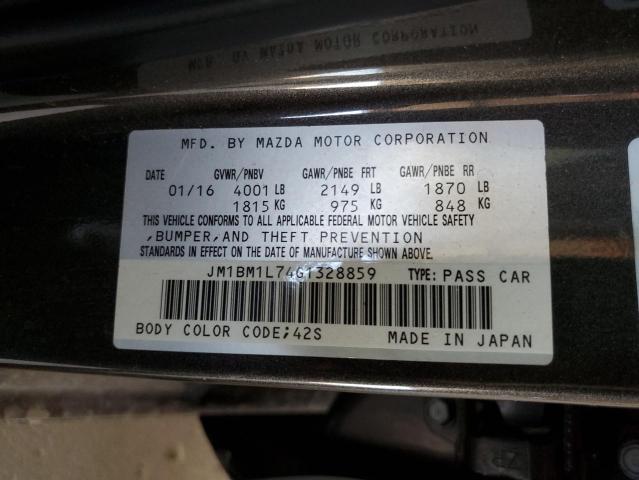 MFD. BY MAZDA MOTOR CORPORATION
DATE GVWR/PNBV GAWR/PNBE FRT GAWR/PNBE RR
01/16 4001 LB 2149 LB 1870 LB
1815 KG 975 KG 848 KG
THIS VEHICLE CONFORMS TO ALL APPLICABLE FEDERAL MOTOR VEHICLE SAFETY
,BUMPER,AND THEFT PREVENTION
STANDARDS IN EFFECT ON THE DATE OF MANUFACTURE SHOWN ABOVE.
JM1BM1L74G1328859 TYPE: PASS CAR
BODY COLOR CODE;42S MADE IN JAPAN